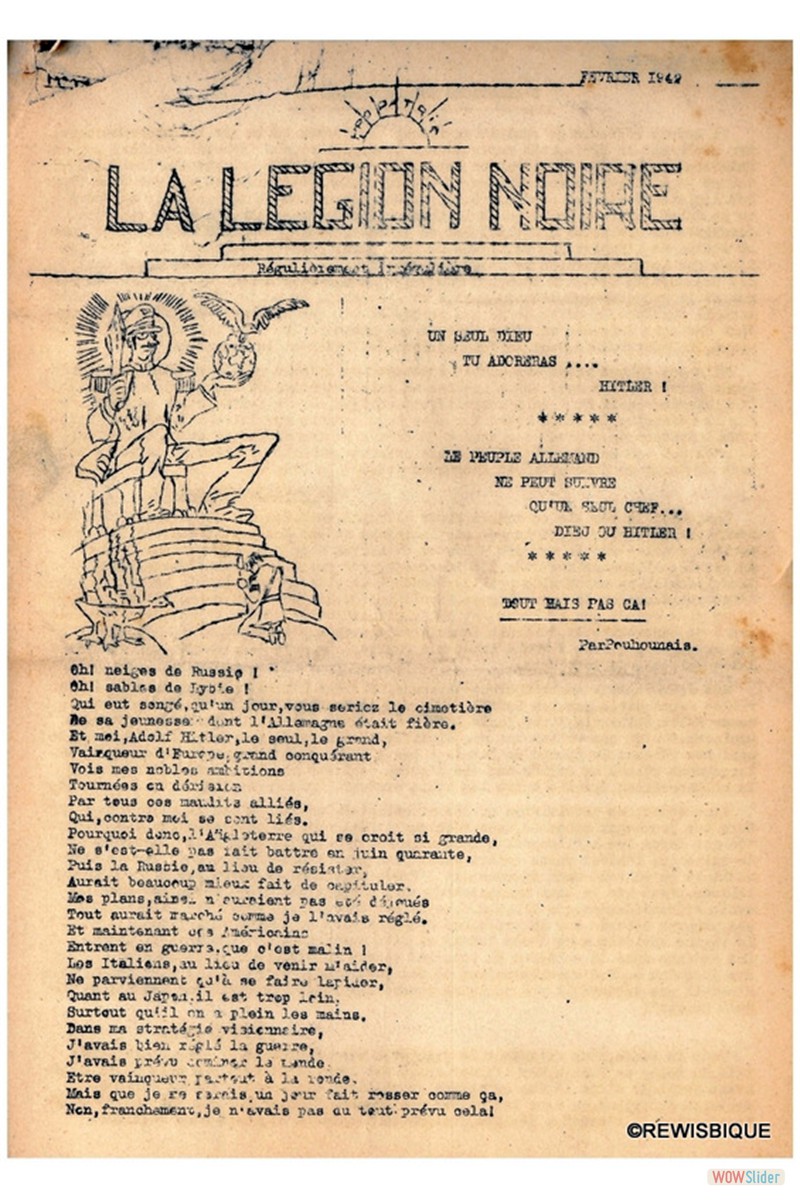 FEVRIER 1942
LA LEGION NOIRE
Régulièrement irrégulière
UN SEUL DIEU
TU ADORERAS ....
HITLER !
* * * * *
LE PEUPLE ALLEMAND
NE PEUT SUIVRE
QU'UN SEUL CHEF...
DIEU OU HITLER !
* * * * *
TOUT MAIS PAS CA!
ParPouhounais.
Oh! neiges de Russie !
Oh! sables de Lybie !
Qui eut songé,qu'un jour,vous seriez le cimetière
De sa jeunesse dont l'Allemagne était fière.
Et moi,Adolf Hitler,le seul,le grand,
Vainqueur d'Europe,grand conquérant
Vois mes nobles ambitions
Tournées en dérision
Par tous ces maudits alliés,
Qui,contre moi se sont liés.
Pourquoi donc,l'Angleterre qui se croit si grande,
Ne s'est-elle pas fait battre en juin quarante,
Puis la Russie,au lieu de résister,
Aurait beaucoup mieux fait de capituler.
Mes plans,ainsi n'auraient pas été déjoués
Tout aurait marché comme je l'avais réglé.
Et maintenant ces Américains
Entrent en guerre.que c'est malin !
Les Italiens,au lieu de venir m'aider,
Ne parviennent qu'à se faire lapider,
Quant au Japon,il est trop loin.
Surtout qu'il en a plein les mains.
Dans ma stratégie visionnaire,
J'avais bien réglé la guerre,
J'avais prévu dominer le monde.
Etre vainqueur partout à la ronde.
Mais que je me serais,un jour fait rosser comme ça,
Non,franchement,je n'avais pas du tout prévu cela!
©REWISBIQUE
WOWSlider